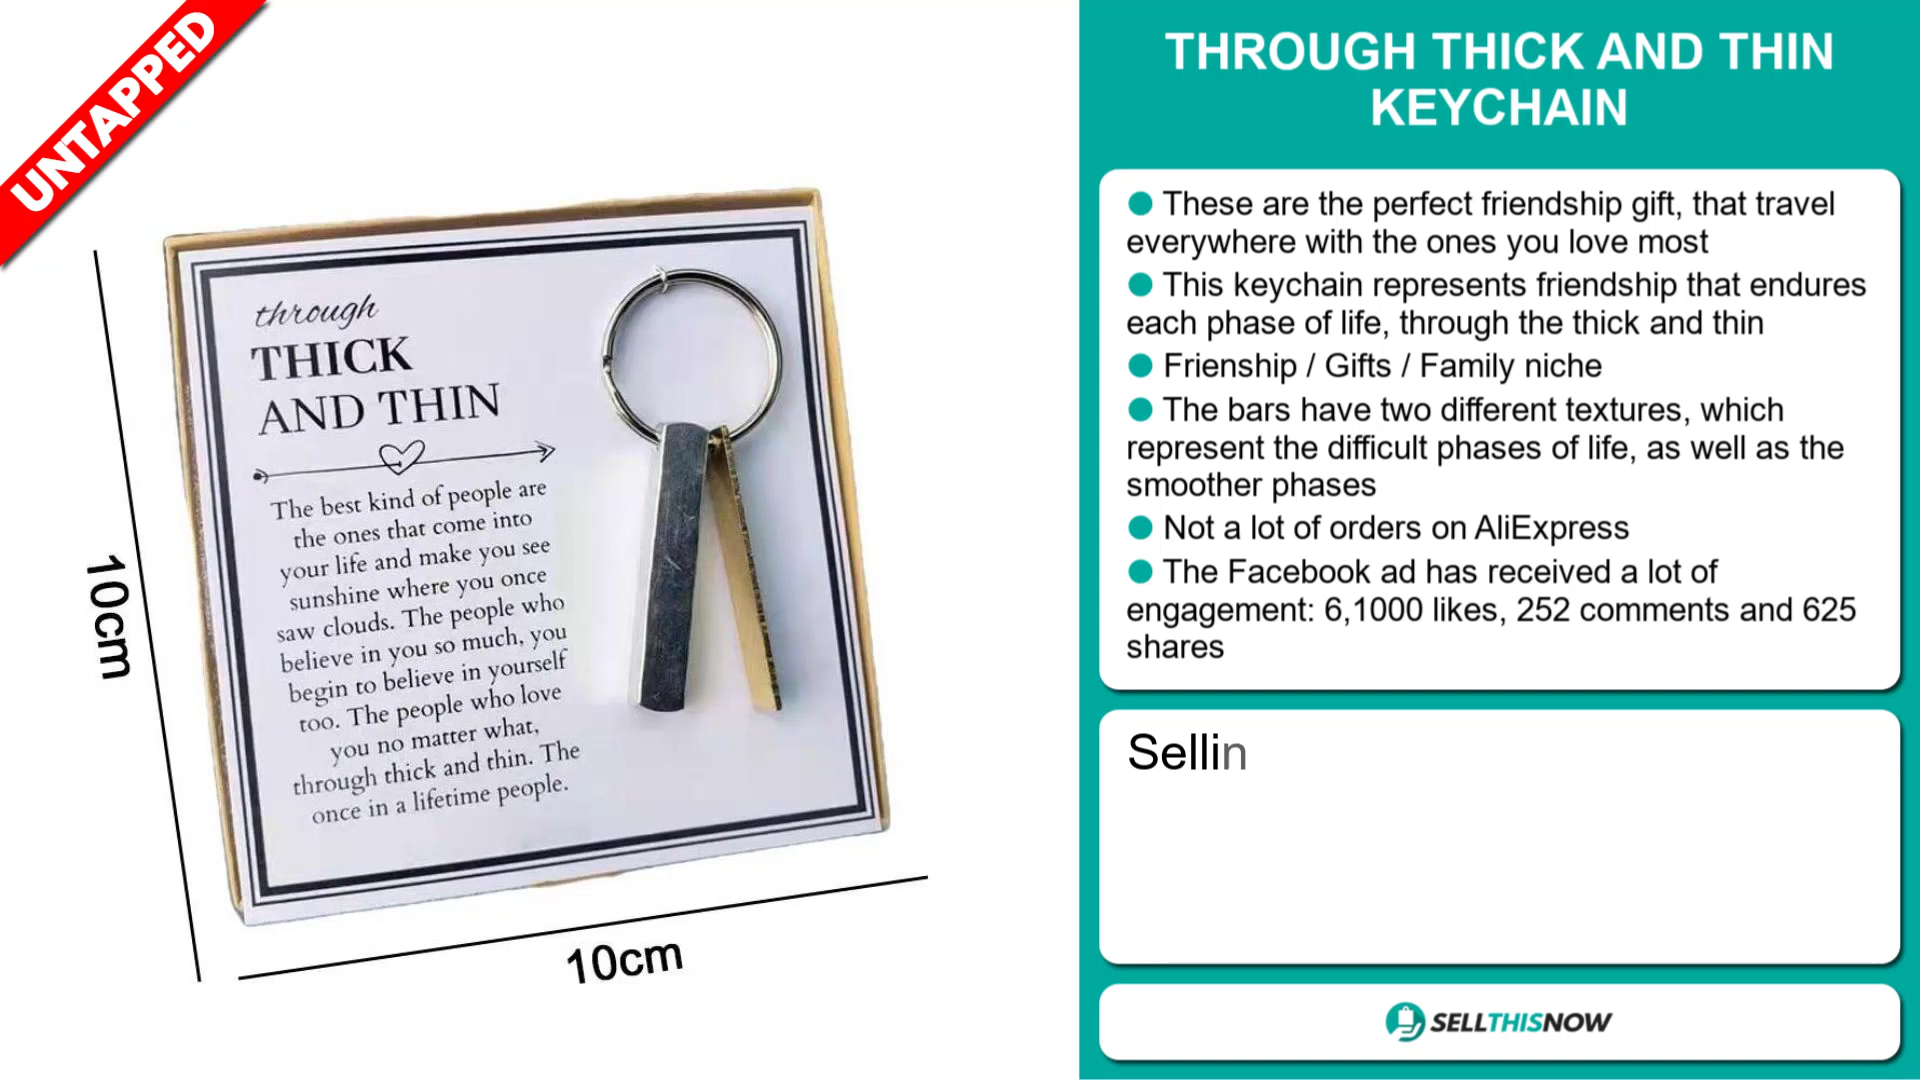 UNTAPPED
through
THICK
AND THIN
The best kind of people are
the ones that come into
your life and make you see
sunshine where you once
saw clouds. The people who
believe in you so much, you
begin to believe in yourself
too. The people who love
you no matter what,
through thick and thin. The
once in a lifetime people.
10cm
10cm
THROUGH THICK AND THIN
KEYCHAIN
● These are the perfect friendship gift, that travel
everywhere with the ones you love most
● This keychain represents friendship that endures
each phase of life, through the thick and thin
● Frienship / Gifts / Family niche
● The bars have two different textures, which
represent the difficult phases of life, as well as the
smoother phases
● Not a lot of orders on AliExpress
● The Facebook ad has received a lot of
engagement: 6,1000 likes, 252 comments and 625
shares
Sellin
SELLTHISNOW